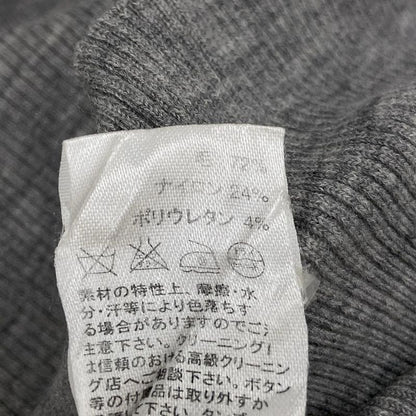 毛 72%
ナイロン 24%
ポリウレタン 4%
素材の特性上、摩擦・水
分・汗等により色落ちす
る場合がありますのでご
注意下さい。クリーニング
は信頼のおける高級クリーニン
グ店へご相談下さい。ボタン
等の付属品は取り外すか